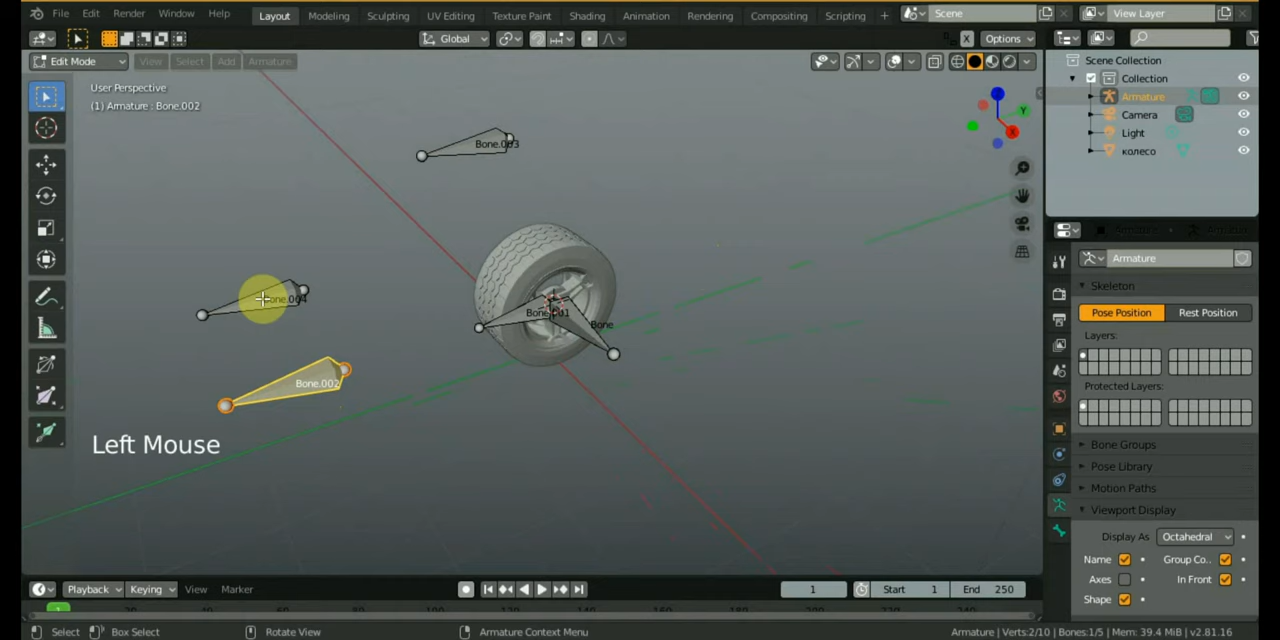 File Edit Render Window Help Layout Modeling Sculpting UV Editing Texture Paint Shading Animation Rendering Compositing Scripting + Scene View Layer
Global X Options
Edit Mode View Select Add Armature
User Perspective
(1) Armature : Bone.002
Scene Collection
Collection
Armature
Camera
Light
колесо
Y
X
Bone.003
Bone.004
Bone.001
Bone
Bone.002
Left Mouse
Armature
Skeleton
Pose Position Rest Position
Layers:
Protected Layers:
Bone Groups
Pose Library
Motion Paths
Viewport Display
Display As Octahedral
Name Group Co..
Axes In Front
Shape
Playback Keying View Marker 1 Start 1 End 250
Select Box Select Rotate View Armature Context Menu Armature | Verts:2/10 | Bones:1/5 | Mem: 39.4 MiB | v2.81.16